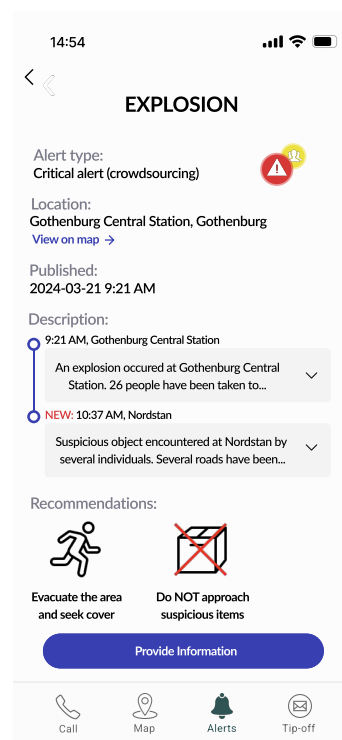 14:54
EXPLOSION
Alert type:
Critical alert (crowdsourcing)
Location:
Gothenburg Central Station, Gothenburg
View on map →
Published:
2024-03-21 9:21 AM
Description:
9:21 AM, Gothenburg Central Station
An explosion occured at Gothenburg Central
Station. 26 people have been taken to...
NEW: 10:37 AM, Nordstan
Suspicious object encountered at Nordstan by
several individuals. Several roads have been...
Recommendations:
Evacuate the area
and seek cover
Do NOT approach
suspicious items
Provide Information
Call
Map
Alerts
Tip-off